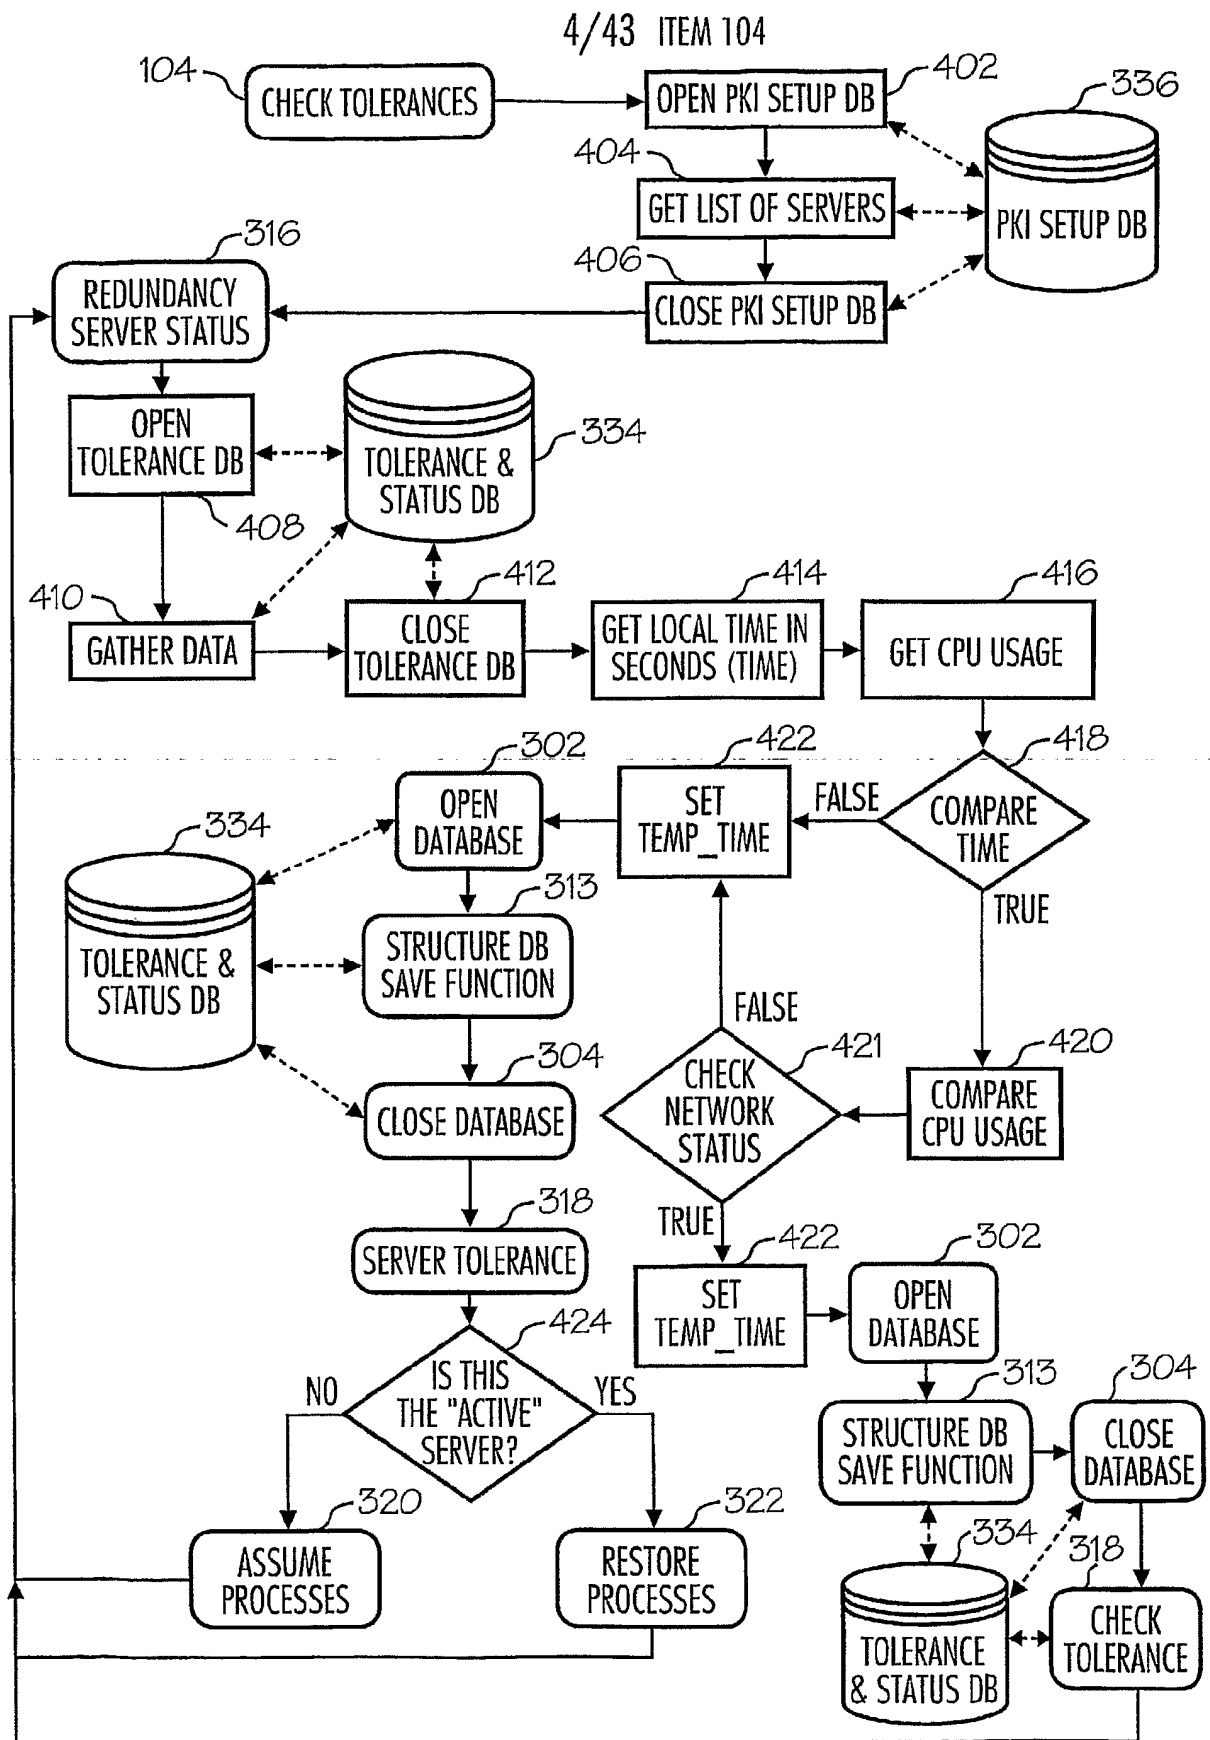 4/43 ITEM 104
104
CHECK TOLERANCES
402
OPEN PKI SETUP DB
336
PKI SETUP DB
404
GET LIST OF SERVERS
406
CLOSE PKI SETUP DB
316
REDUNDANCY
SERVER STATUS
OPEN
TOLERANCE DB
408
334
TOLERANCE &
STATUS DB
410
GATHER DATA
412
CLOSE
TOLERANCE DB
414
GET LOCAL TIME IN
SECONDS (TIME)
416
GET CPU USAGE
418
COMPARE
TIME
FALSE
TRUE
422
SET
TEMP_TIME
302
OPEN
DATABASE
334
TOLERANCE &
STATUS DB
313
STRUCTURE DB
SAVE FUNCTION
304
CLOSE DATABASE
420
COMPARE
CPU USAGE
421
CHECK
NETWORK
STATUS
FALSE
TRUE
318
SERVER TOLERANCE
422
SET
TEMP_TIME
302
OPEN
DATABASE
424
IS THIS
THE "ACTIVE"
SERVER?
NO
YES
313
STRUCTURE DB
SAVE FUNCTION
304
CLOSE
DATABASE
320
ASSUME
PROCESSES
322
RESTORE
PROCESSES
334
TOLERANCE
& STATUS DB
318
CHECK
TOLERANCE